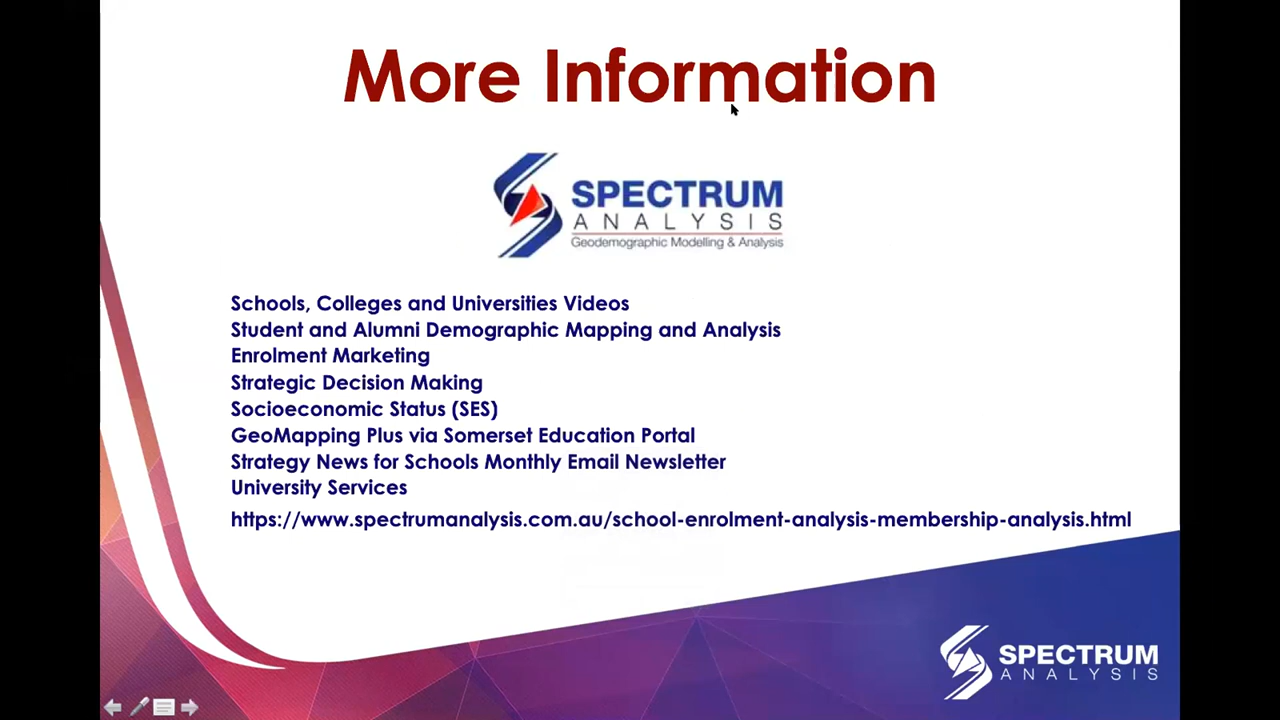 More Information
SPECTRUM
ANALYSIS
Geodemographic Modelling & Analysis
Schools, Colleges and Universities Videos
Student and Alumni Demographic Mapping and Analysis
Enrolment Marketing
Strategic Decision Making
Socioeconomic Status (SES)
GeoMapping Plus via Somerset Education Portal
Strategy News for Schools Monthly Email Newsletter
University Services
https://www.spectrumanalysis.com.au/school-enrolment-analysis-membership-analysis.html
SPECTRUM
ANALYSIS